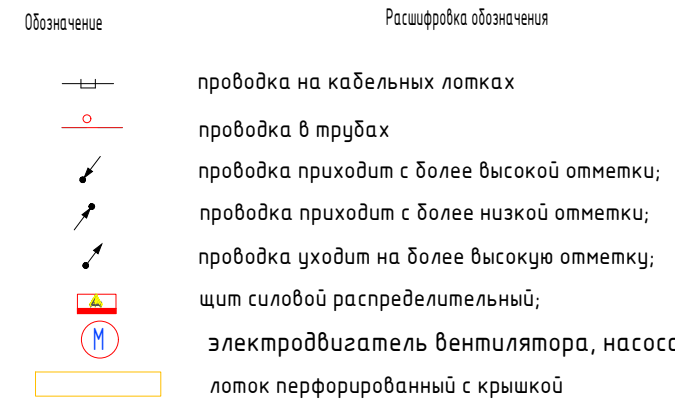 Обозначение Расшифровка обозначения
проводка на кабельных лотках
проводка в трубах
проводка приходит с более высокой отметки;
проводка приходит с более низкой отметки;
проводка уходит на более высокую отметку;
щит силовой распределительный;
М электродвигатель вентилятора, насоса
лоток перфорированный с крышкой